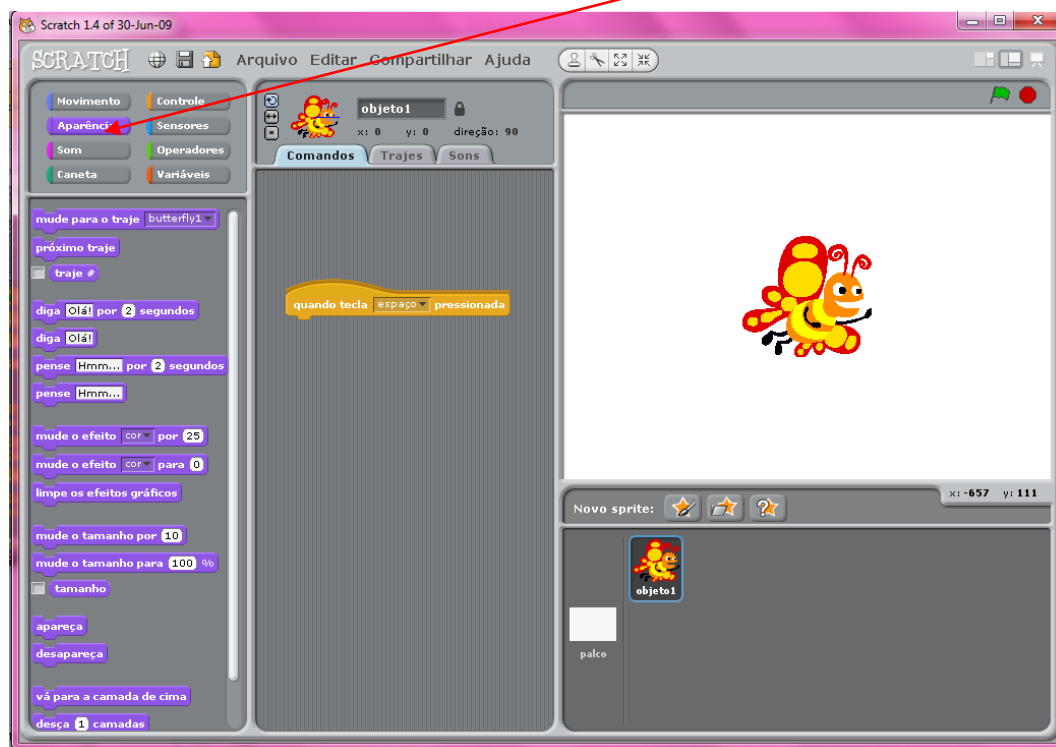 Scratch 1.4 of 30-Jun-09
SCRATCH Arquivo Editar Compartilhar Ajuda
Movimento Controle
Aparência Sensores
Som Operadores
Caneta Variáveis
objeto1
x: 0 y: 0 direção: 90
Comandos Trajes Sons
mude para o traje butterfly1
próximo traje
traje #
diga Olá! por 2 segundos
diga Olá!
pense Hmm... por 2 segundos
pense Hmm...
mude o efeito cor por 25
mude o efeito cor para 0
limpe os efeitos gráficos
mude o tamanho por 10
mude o tamanho para 100 %
tamanho
apareça
desapareça
vá para a camada de cima
desça 1 camadas
quando tecla espaço pressionada
x: -657 y: 111
Novo sprite:
objeto1
palco